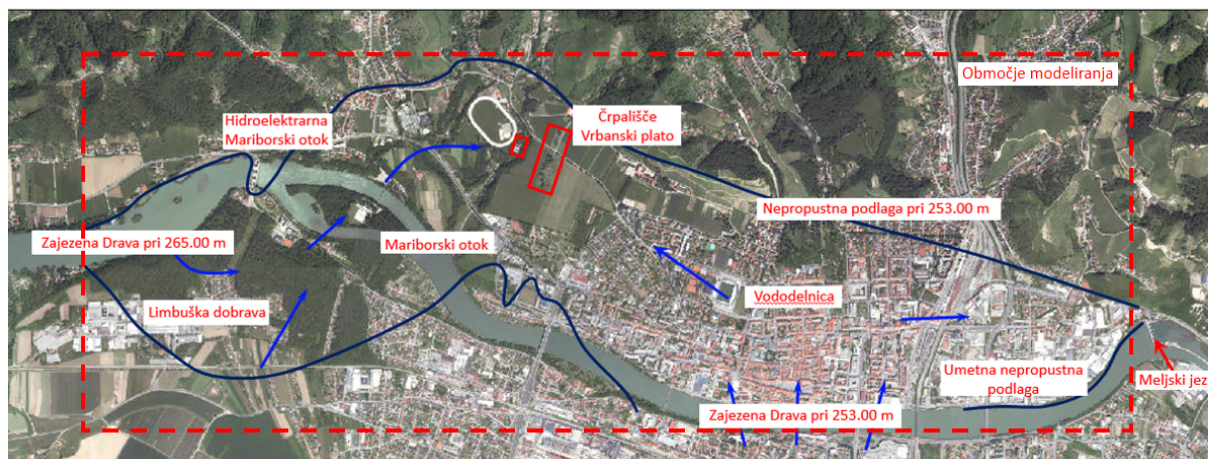 Območje modeliranja
Hidroelektrarna
Mariborski otok
Črpališče
Vrbanski plato
Nepropustna podlaga pri 253.00 m
Zajezena Drava pri 265.00 m
Mariborski otok
Limbuška dobrava
Vododelnica
Umetna nepropustna
podlaga
Meljski jez
Zajezena Drava pri 253.00 m